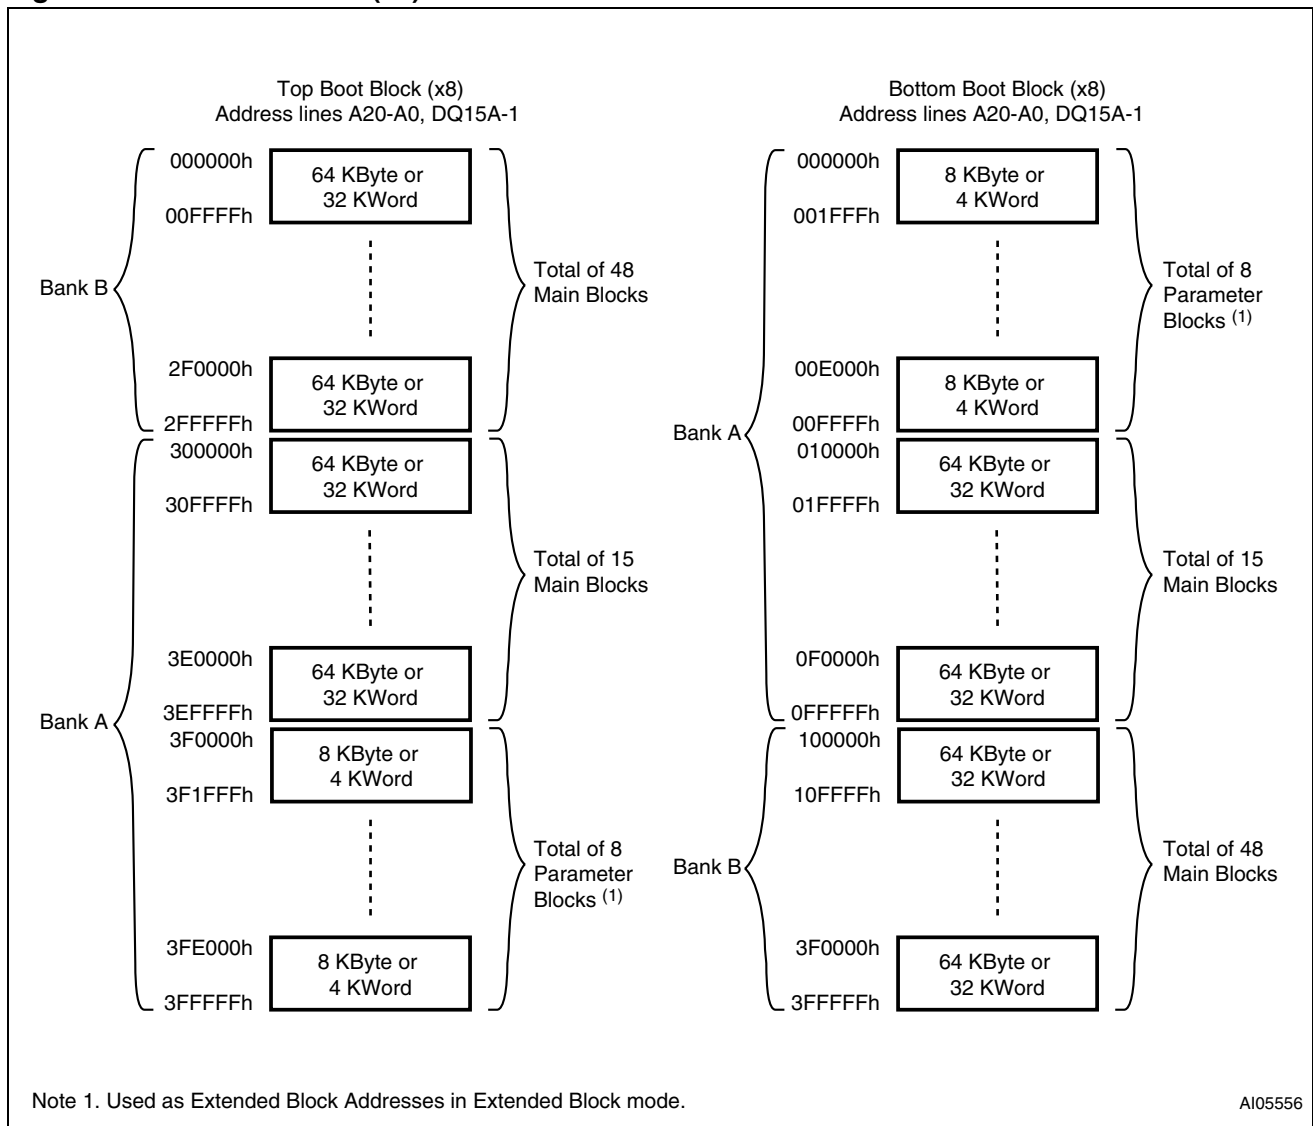 Top Boot Block (x8)
Address lines A20-A0, DQ15A-1
000000h
64 KByte or
32 KWord
00FFFFh
Total of 48
Main Blocks
Bank B
2F0000h
64 KByte or
32 KWord
2FFFFFh
300000h
64 KByte or
32 KWord
30FFFFh
Total of 15
Main Blocks
3E0000h
64 KByte or
32 KWord
3EFFFFh
Bank A
3F0000h
8 KByte or
4 KWord
3F1FFFh
Total of 8
Parameter
Blocks (1)
3FE000h
8 KByte or
4 KWord
3FFFFFh
Bottom Boot Block (x8)
Address lines A20-A0, DQ15A-1
000000h
8 KByte or
4 KWord
001FFFh
Total of 8
Parameter
Blocks (1)
00E000h
8 KByte or
4 KWord
00FFFFh
Bank A
010000h
64 KByte or
32 KWord
01FFFFh
Total of 15
Main Blocks
0F0000h
64 KByte or
32 KWord
0FFFFFh
100000h
64 KByte or
32 KWord
10FFFFh
Bank B
Total of 48
Main Blocks
3F0000h
64 KByte or
32 KWord
3FFFFFh
Note 1. Used as Extended Block Addresses in Extended Block mode.
AI05556